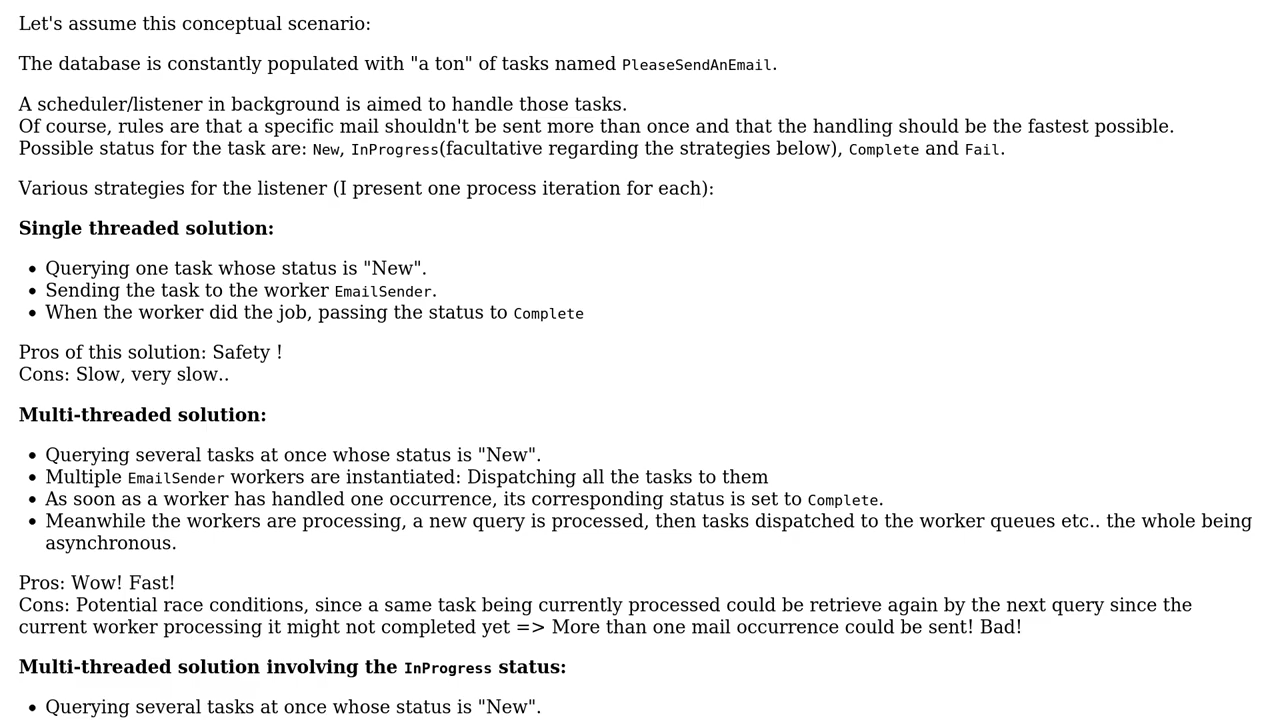 Let's assume this conceptual scenario:
The database is constantly populated with "a ton" of tasks named PleaseSendAnEmail.
A scheduler/listener in background is aimed to handle those tasks.
Of course, rules are that a specific mail shouldn't be sent more than once and that the handling should be the fastest possible.
Possible status for the task are: New, InProgress(facultative regarding the strategies below), Complete and Fail.
Various strategies for the listener (I present one process iteration for each):
Single threaded solution:
• Querying one task whose status is "New".
• Sending the task to the worker EmailSender.
• When the worker did the job, passing the status to Complete
Pros of this solution: Safety !
Cons: Slow, very slow..
Multi-threaded solution:
• Querying several tasks at once whose status is "New".
• Multiple EmailSender workers are instantiated: Dispatching all the tasks to them
• As soon as a worker has handled one occurrence, its corresponding status is set to Complete.
• Meanwhile the workers are processing, a new query is processed, then tasks dispatched to the worker queues etc.. the whole being
asynchronous.
Pros: Wow! Fast!
Cons: Potential race conditions, since a same task being currently processed could be retrieve again by the next query since the
current worker processing it might not completed yet => More than one mail occurrence could be sent! Bad!
Multi-threaded solution involving the InProgress status:
• Querying several tasks at once whose status is "New".